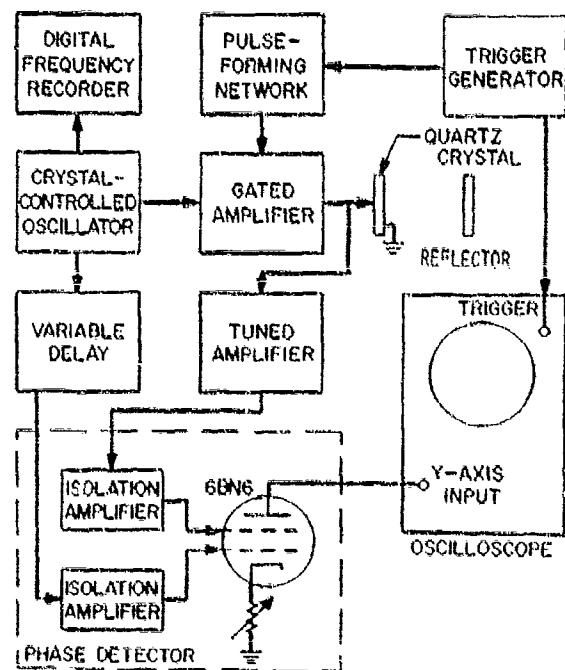 DIGITAL
FREQUENCY
RECORDER
PULSE-
FORMING
NETWORK
TRIGGER
GENERATOR
CRYSTAL-
CONTROLLED
OSCILLATOR
GATED
AMPLIFIER
QUARTZ
CRYSTAL
REFLECTOR
VARIABLE
DELAY
TUNED
AMPLIFIER
TRIGGER
Y-AXIS
INPUT
OSCILLOSCOPE
ISOLATION
AMPLIFIER
6BN6
ISOLATION
AMPLIFIER
PHASE DETECTOR